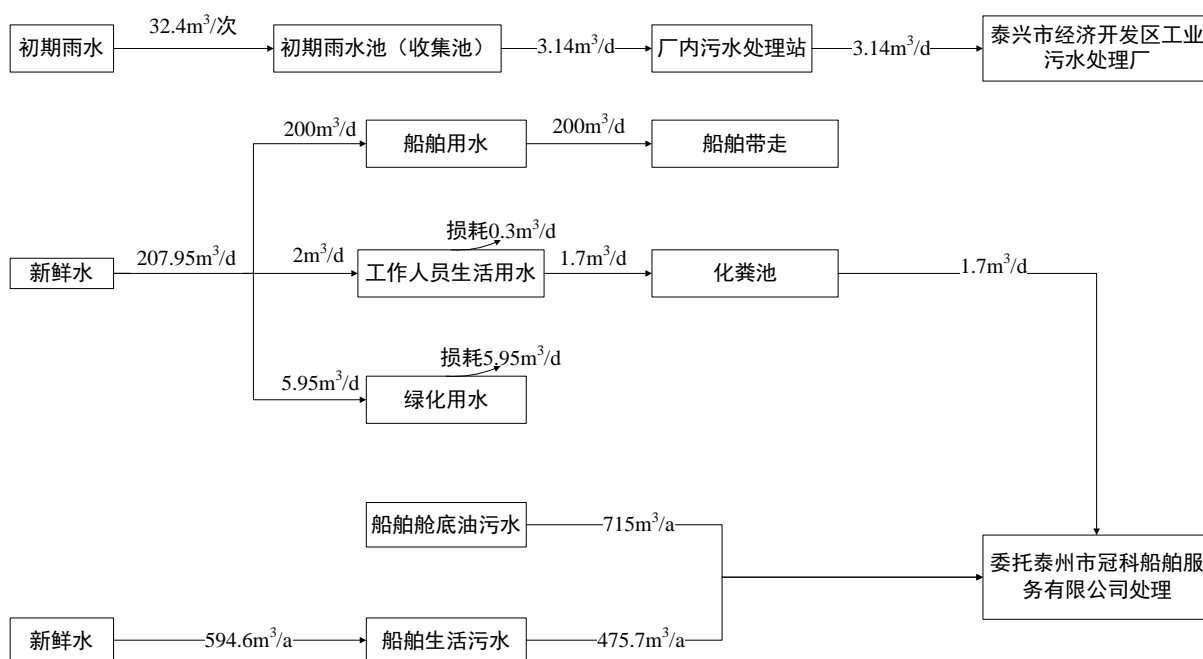 32.4m³/次
初期雨水
初期雨水池（收集池）
3.14m³/d
厂内污水处理站
3.14m³/d
泰兴市经济开发区工业
污水处理厂
200m³/d
船舶用水
200m³/d
船舶带走
损耗0.3m³/d
新鲜水
207.95m³/d
2m³/d
工作人员生活用水
1.7m³/d
化粪池
1.7m³/d
损耗5.95m³/d
5.95m³/d
绿化用水
船舶舱底油污水
715m³/a
委托泰州市冠科船舶服
务有限公司处理
新鲜水
594.6m³/a
船舶生活污水
475.7m³/a